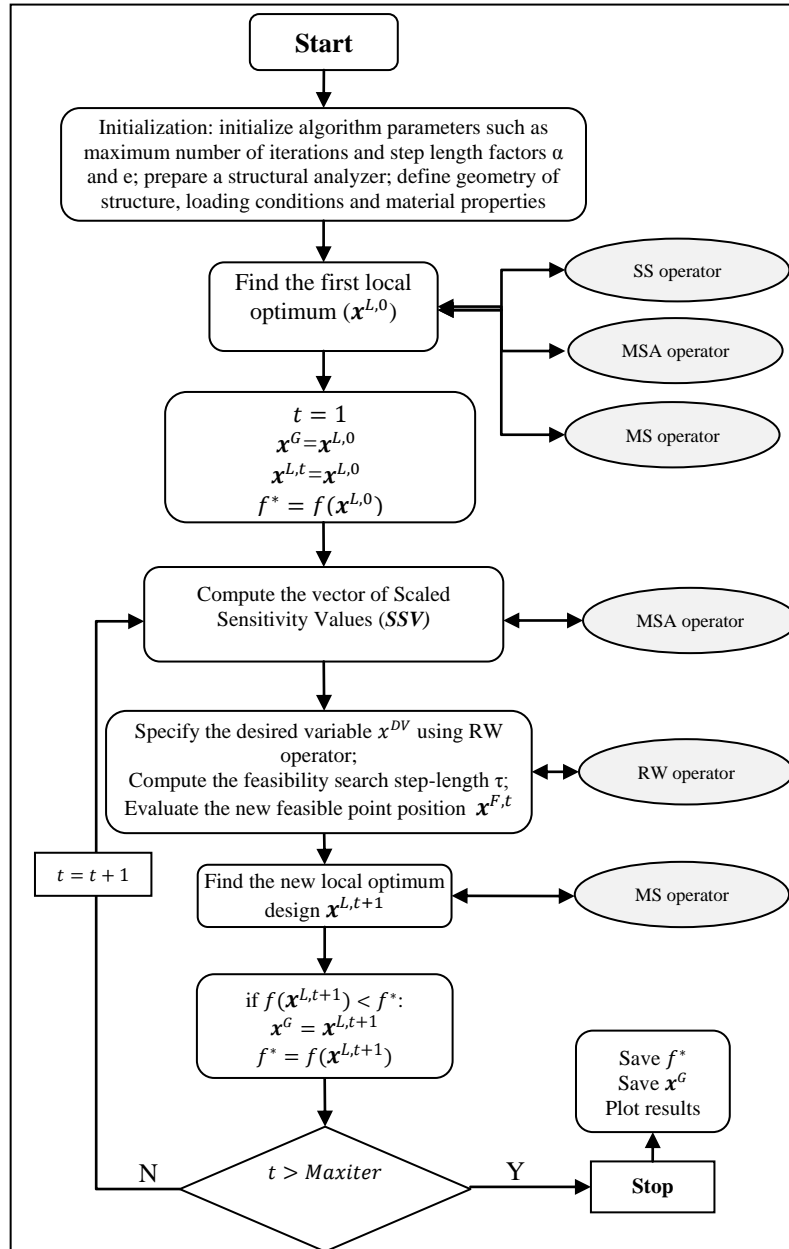 Start
Initialization: initialize algorithm parameters such as
maximum number of iterations and step length factors α
and e; prepare a structural analyzer; define geometry of
structure, loading conditions and material properties
Find the first local
optimum (x^{L,0})
SS operator
MSA operator
MS operator
t = 1
x^G=x^{L,0}
x^{L,t}=x^{L,0}
f* = f(x^{L,0})
Compute the vector of Scaled
Sensitivity Values (SSV)
MSA operator
Specify the desired variable x^{DV} using RW
operator;
Compute the feasibility search step-length τ;
Evaluate the new feasible point position x^{F,t}
RW operator
t = t + 1
Find the new local optimum
design x^{L,t+1}
MS operator
if f(x^{L,t+1}) < f*:
x^G = x^{L,t+1}
f* = f(x^{L,t+1})
Save f*
Save x^G
Plot results
t > Maxiter
N
Y
Stop